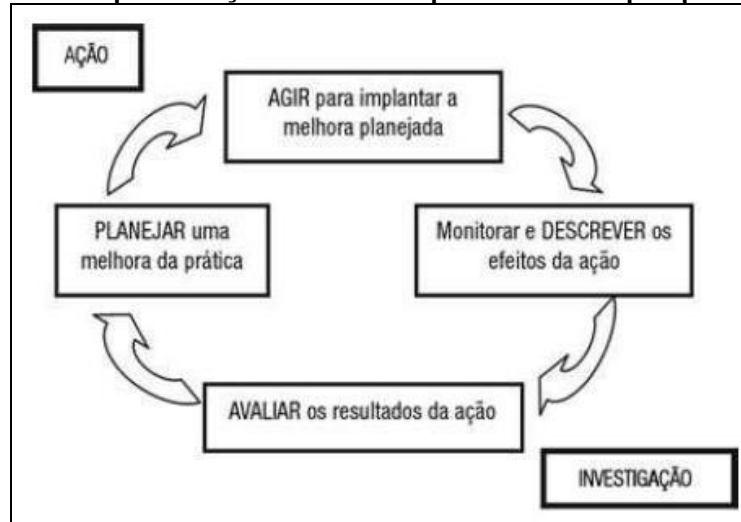 AÇÃO
AGIR para implantar a
melhora planejada
PLANEJAR uma
melhora da prática
Monitorar e DESCREVER os
efeitos da ação
AVALIAR os resultados da ação
INVESTIGAÇÃO